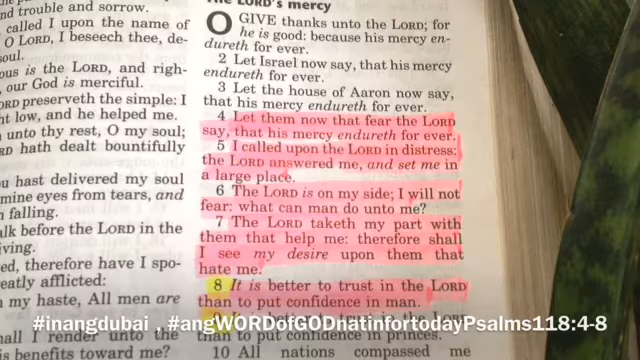 nd trouble and sorrow.
called I upon the name of
O LORD, I beseech thee, de-
soul.
ous is the LORD, and righ-
, our God is merciful.
ORD preserveth the simple: I
ht low, and he helped me.
unto thy rest, O my soul;
RD hath dealt bountifully
u hast delivered my soul
mine eyes from tears, and
falling.
alk before the LORD in the
iving.
ed, therefore have I spo-
eatly afflicted:
n my haste, All men are
hall I render unto the
s benefits toward me?
The LORD's mercy
O GIVE thanks unto the LORD; for
he is good: because his mercy en-
dureth for ever.
2 Let Israel now say, that his mercy
endureth for ever.
3 Let the house of Aaron now say,
that his mercy endureth for ever.
4 Let them now that fear the LORD
say, that his mercy endureth for ever.
5 I called upon the LORD in distress:
the LORD answered me, and set me in
a large place.
6 The LORD is on my side; I will not
fear: what can man do unto me?
7 The LORD taketh my part with
them that help me: therefore shall
I see my desire upon them that
hate me.
8 It is better to trust in the LORD
than to put confidence in man.
than to put confidence in princes.
10 All nations compassed me
#inangdubai , #angWORDofGODnatinfortodayPsalms118:4-8